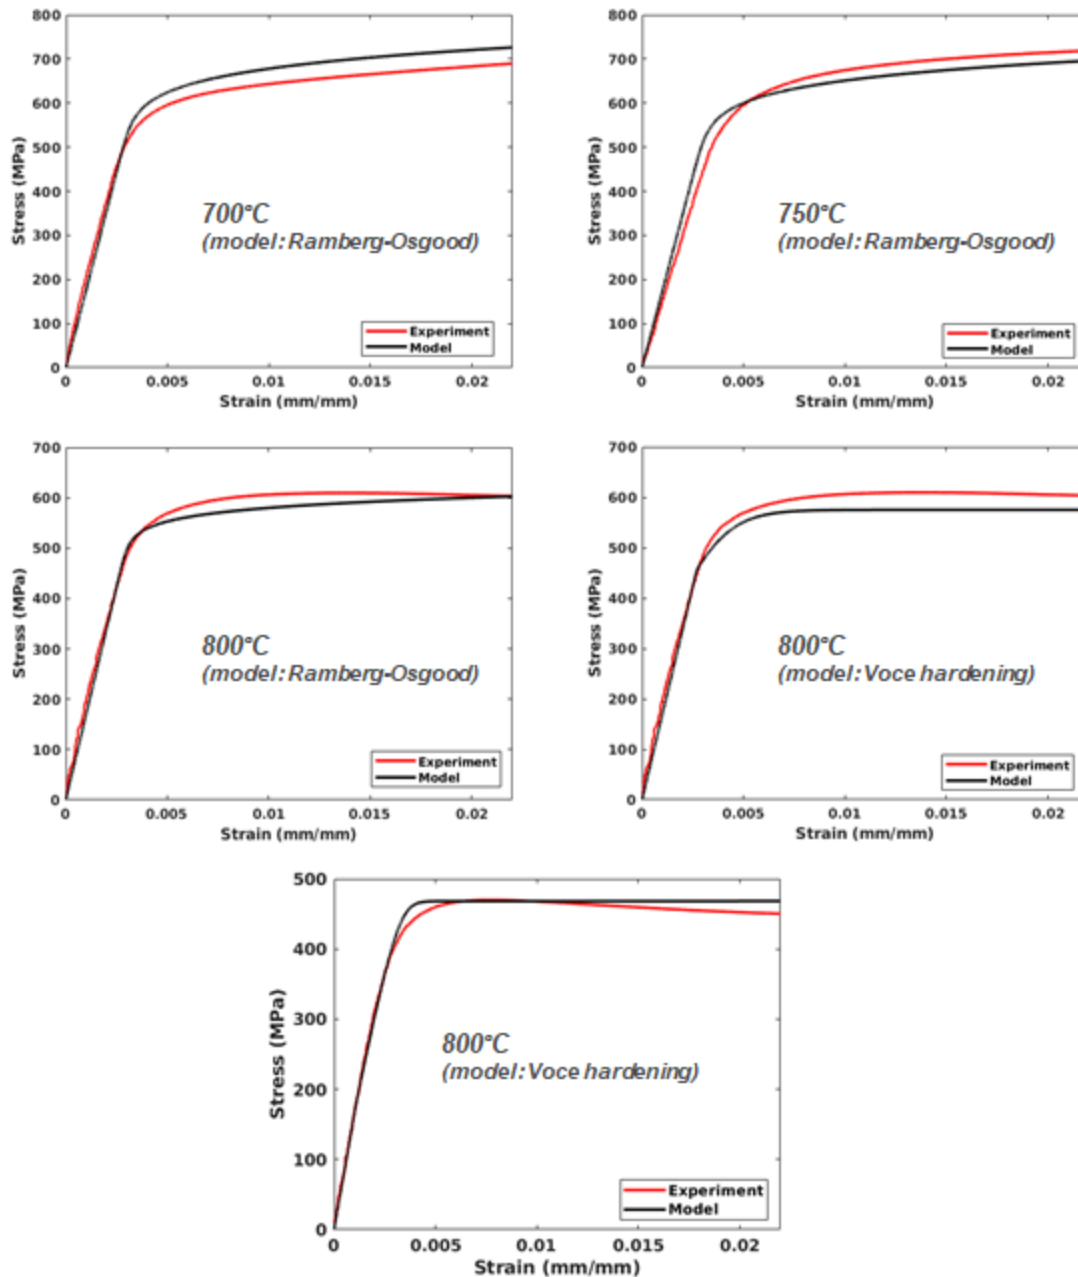 800
700
600
500
400
300
200
100
0
Stress (MPa)
700°C
(model: Ramberg-Osgood)
Experiment
Model
0 0.005 0.01 0.015 0.02
Strain (mm/mm)
800
700
600
500
400
300
200
100
0
Stress (MPa)
750°C
(model: Ramberg-Osgood)
Experiment
Model
0 0.005 0.01 0.015 0.02
Strain (mm/mm)
700
600
500
400
300
200
100
0
Stress (MPa)
800°C
(model: Ramberg-Osgood)
Experiment
Model
0 0.005 0.01 0.015 0.02
Strain (mm/mm)
700
600
500
400
300
200
100
0
Stress (MPa)
800°C
(model: Voce hardening)
Experiment
Model
0 0.005 0.01 0.015 0.02
Strain (mm/mm)
500
400
300
200
100
0
Stress (MPa)
800°C
(model: Voce hardening)
Experiment
Model
0 0.005 0.01 0.015 0.02
Strain (mm/mm)